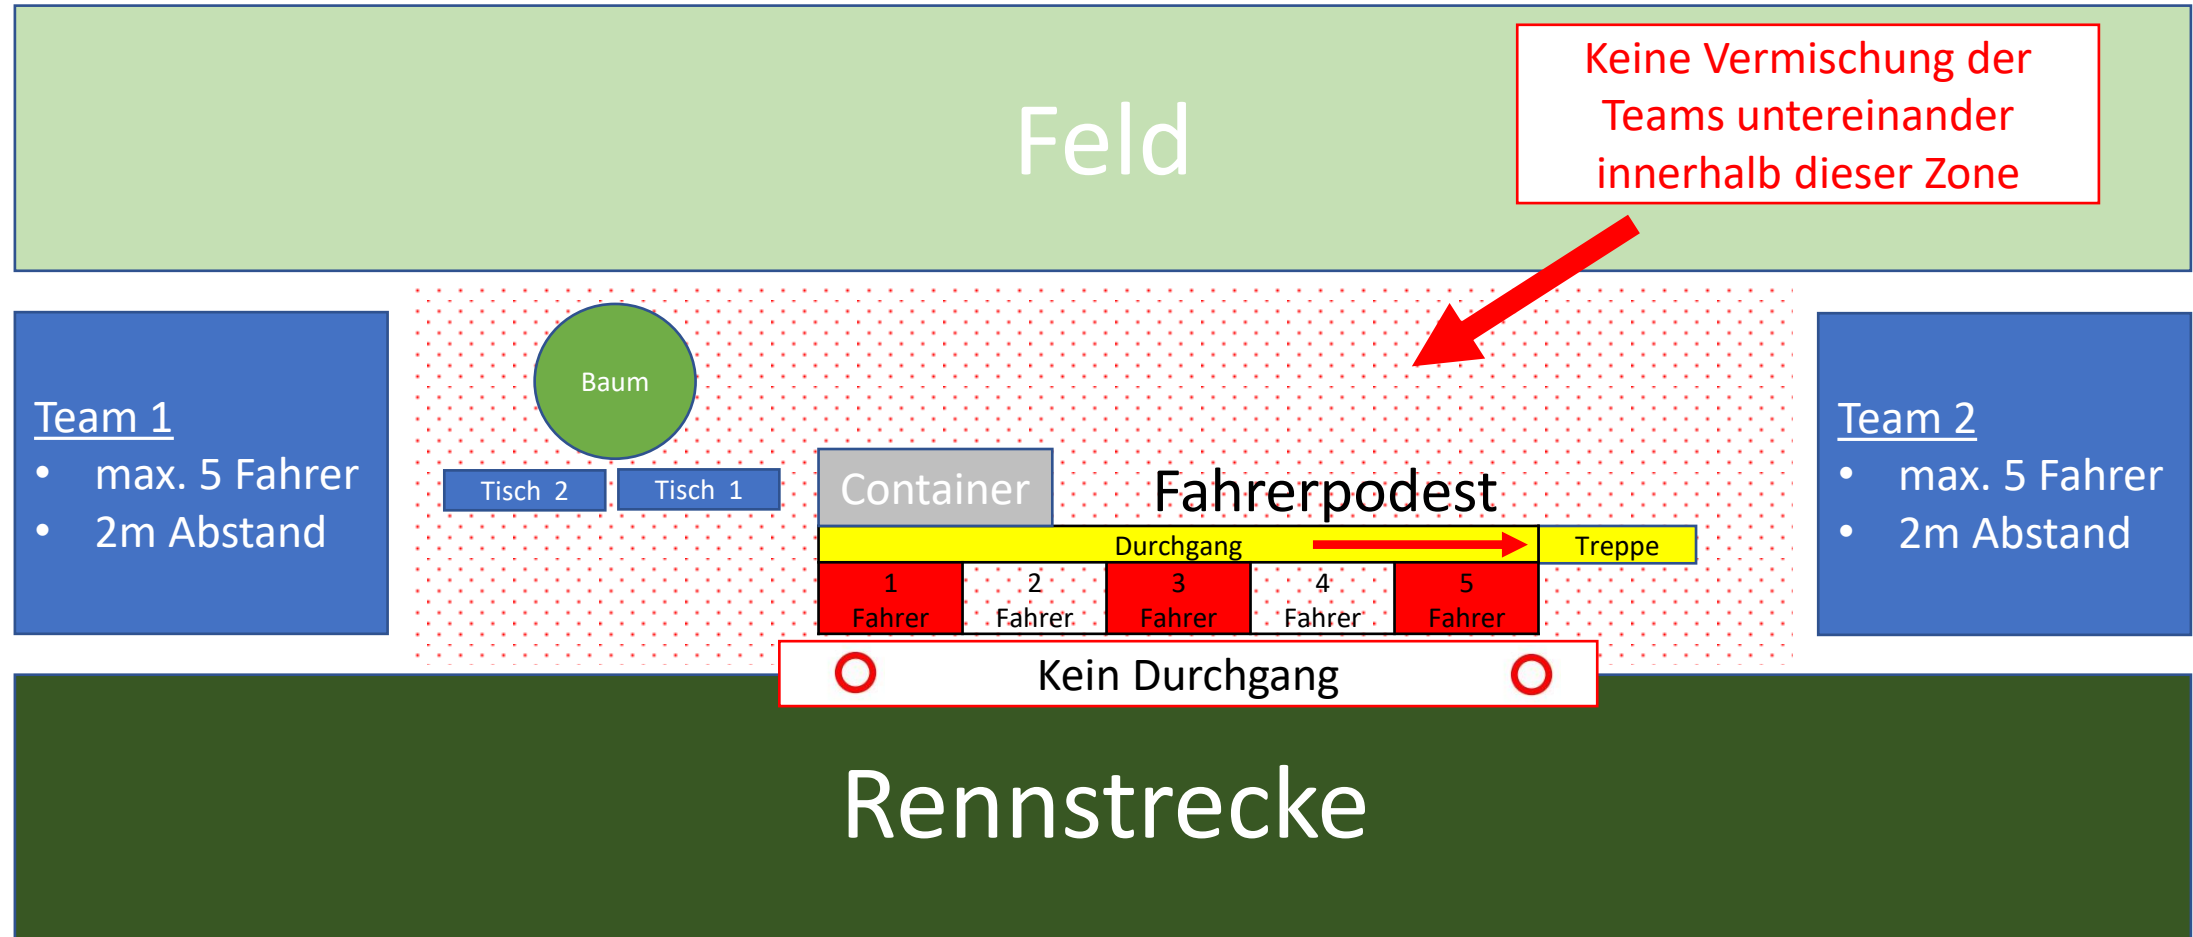 Feld
Keine Vermischung der
Teams untereinander
innerhalb dieser Zone
Team 1
• max. 5 Fahrer
• 2m Abstand
Baum
Tisch 2
Tisch 1
Container
Fahrerpodest
Durchgang
Treppe
1
Fahrer
2
Fahrer
3
Fahrer
4
Fahrer
5
Fahrer
Kein Durchgang
Team 2
• max. 5 Fahrer
• 2m Abstand
Rennstrecke